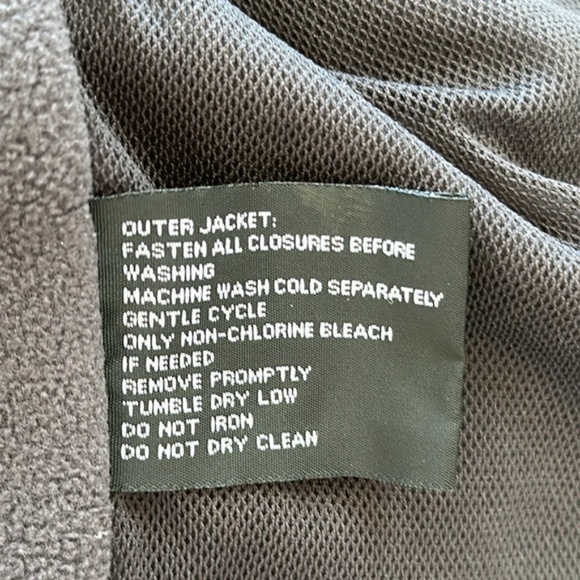 OUTER JACKET:
FASTEN ALL CLOSURES BEFORE
WASHING
MACHINE WASH COLD SEPARATELY
GENTLE CYCLE
ONLY NON-CHLORINE BLEACH
IF NEEDED
REMOVE PROMPTLY
TUMBLE DRY LOW
DO NOT IRON
DO NOT DRY CLEAN